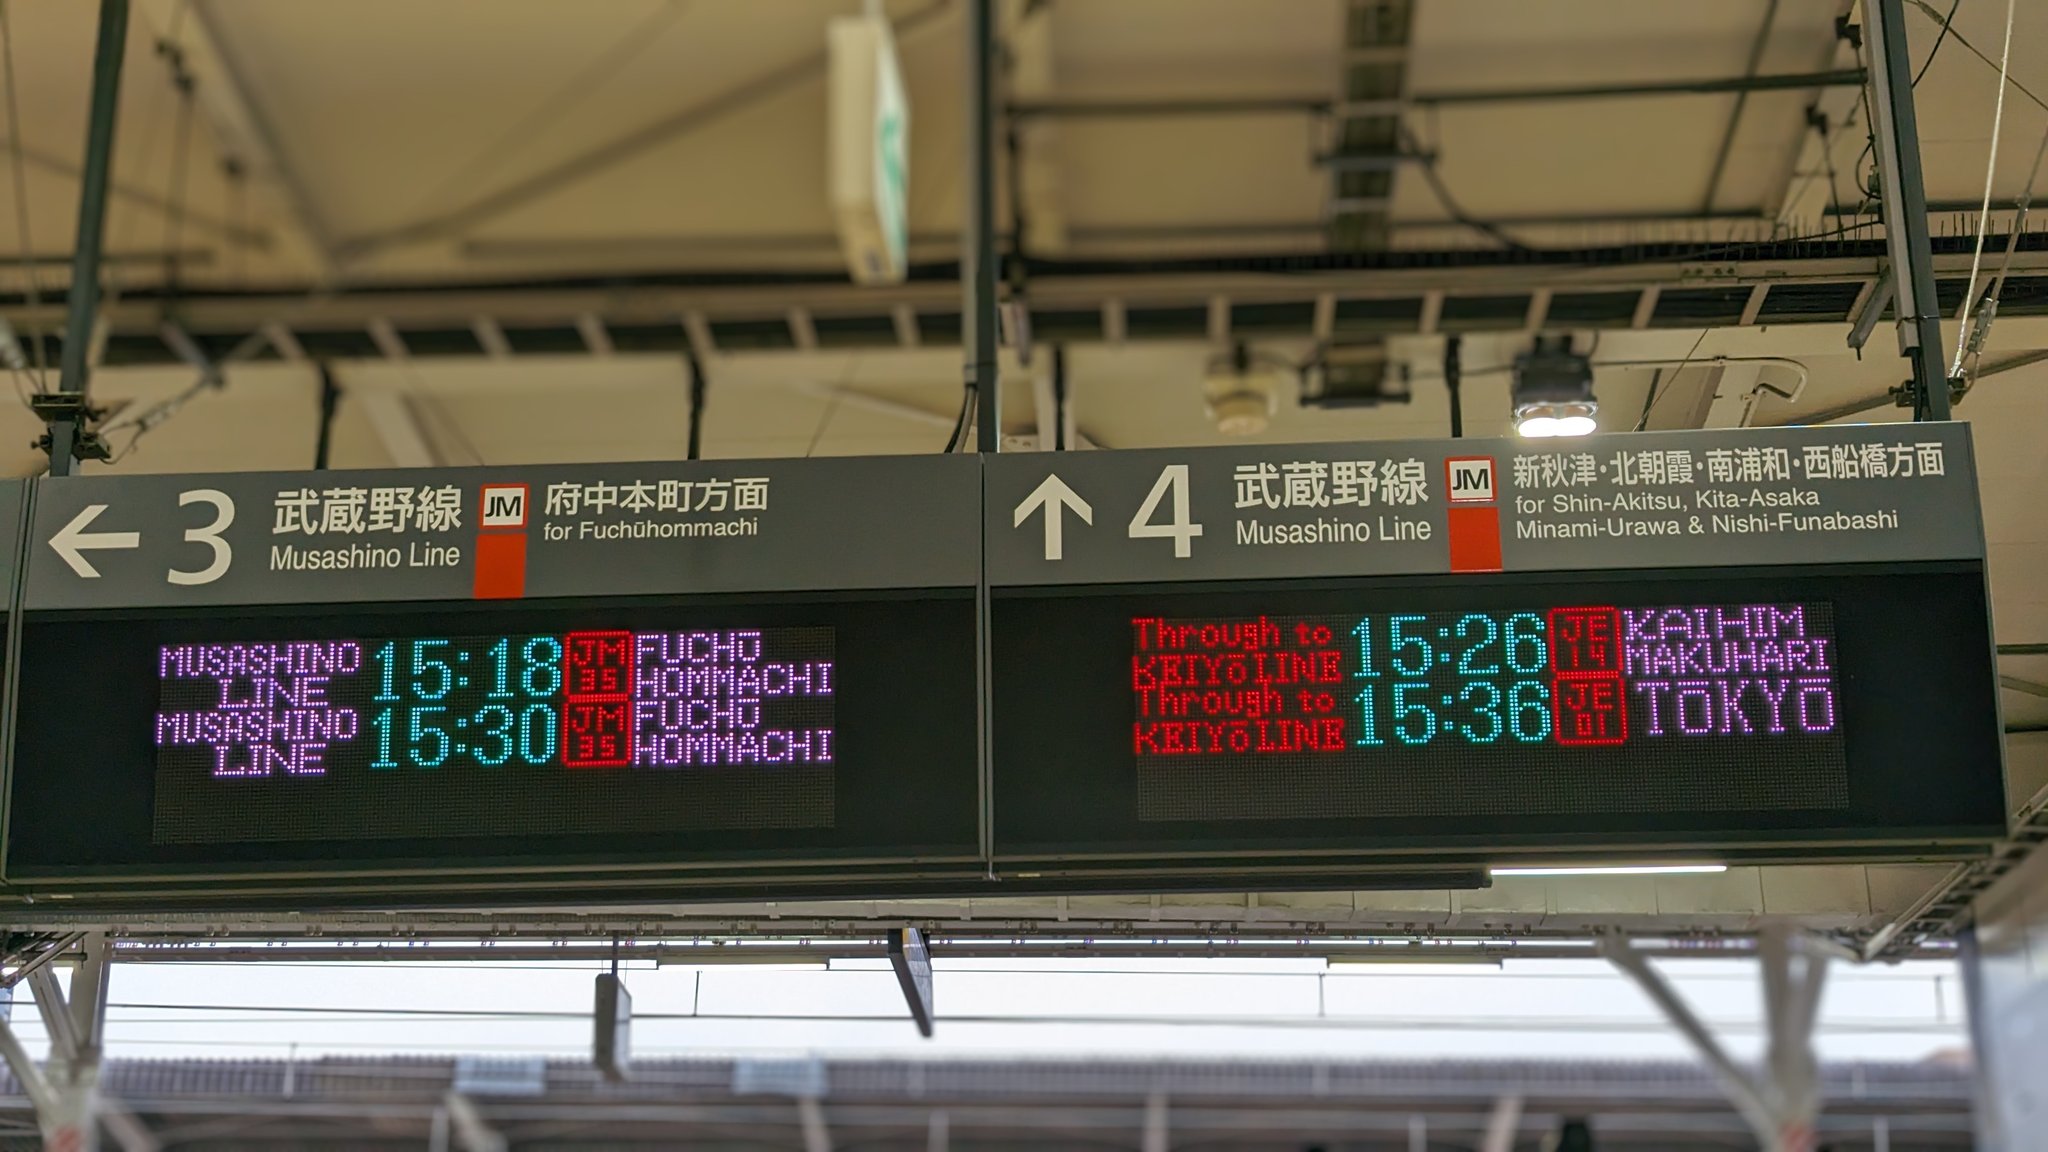 3
武蔵野線
Musashino Line
JM
府中本町方面
for Fuchūhommachi
MUSASHINO LINE 15:18 JM 35 FUCHŪ HOMMACHI
MUSASHINO LINE 15:30 JM 35 FUCHŪ HOMMACHI
4
武蔵野線
Musashino Line
JM
新秋津・北朝霞・南浦和・西船橋方面
for Shin-Akitsu, Kita-Asaka
Minami-Urawa & Nishi-Funabashi
Through to KEIYŌ LINE 15:26 JE 14 KAIHIM MAKUHARI
Through to KEIYŌ LINE 15:36 JE 01 TŌKYŌ